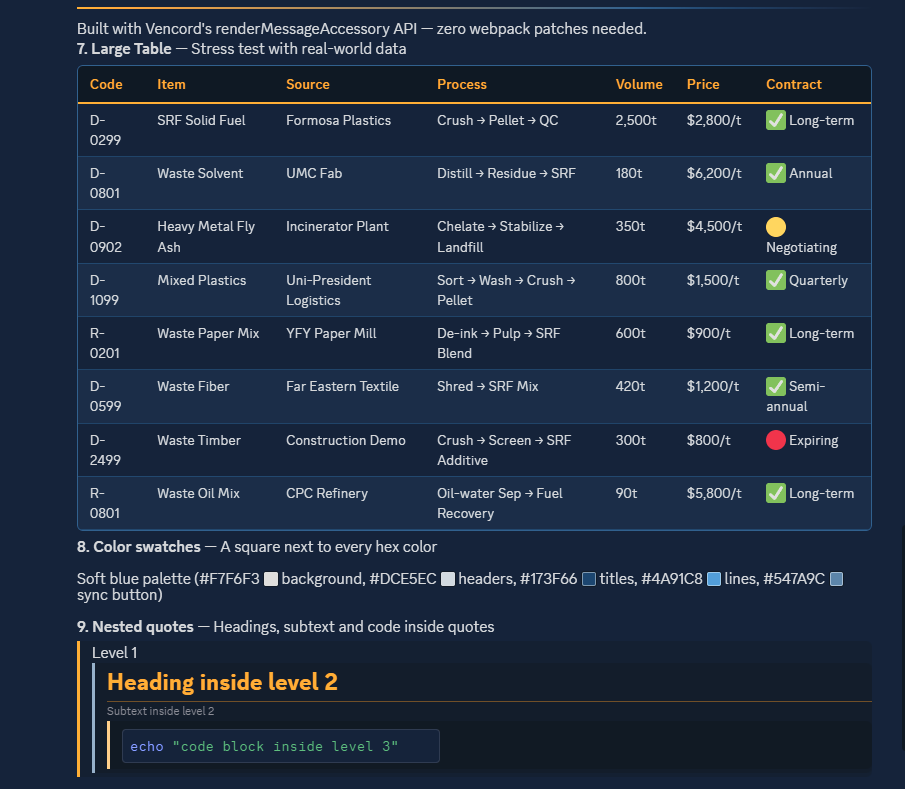 Built with Vencord's renderMessageAccessory API — zero webpack patches needed.
7. Large Table — Stress test with real-world data
Code Item Source Process Volume Price Contract
D- SRF Solid Fuel Formosa Plastics Crush → Pellet → QC 2,500t $2,800/t ✅ Long-term
0299
D- Waste Solvent UMC Fab Distill → Residue → SRF 180t $6,200/t ✅ Annual
0801
D- Heavy Metal Fly Incinerator Plant Chelate → Stabilize → 350t $4,500/t 🟡
0902 Ash Landfill Negotiating
D- Mixed Plastics Uni-President Sort → Wash → Crush → 800t $1,500/t ✅ Quarterly
1099 Logistics Pellet
R- Waste Paper Mix YFY Paper Mill De-ink → Pulp → SRF 600t $900/t ✅ Long-term
0201 Blend
D- Waste Fiber Far Eastern Textile Shred → SRF Mix 420t $1,200/t ✅ Semi-
0599 annual
D- Waste Timber Construction Demo Crush → Screen → SRF 300t $800/t 🔴 Expiring
2499 Additive
R- Waste Oil Mix CPC Refinery Oil-water Sep → Fuel 90t $5,800/t ✅ Long-term
0801 Recovery
8. Color swatches — A square next to every hex color
Soft blue palette (#F7F6F3 background, #DCE5EC headers, #173F66 titles, #4A91C8 lines, #547A9C
sync button)
9. Nested quotes — Headings, subtext and code inside quotes
Level 1
Heading inside level 2
Subtext inside level 2
echo "code block inside level 3"